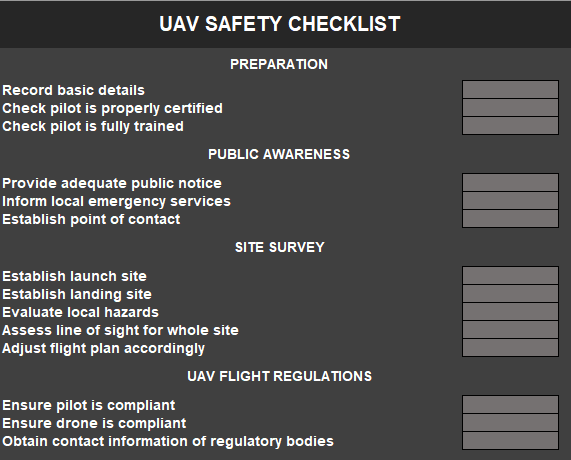 UAV SAFETY CHECKLIST
PREPARATION
Record basic details
Check pilot is properly certified
Check pilot is fully trained
PUBLIC AWARENESS
Provide adequate public notice
Inform local emergency services
Establish point of contact
SITE SURVEY
Establish launch site
Establish landing site
Evaluate local hazards
Assess line of sight for whole site
Adjust flight plan accordingly
UAV FLIGHT REGULATIONS
Ensure pilot is compliant
Ensure drone is compliant
Obtain contact information of regulatory bodies